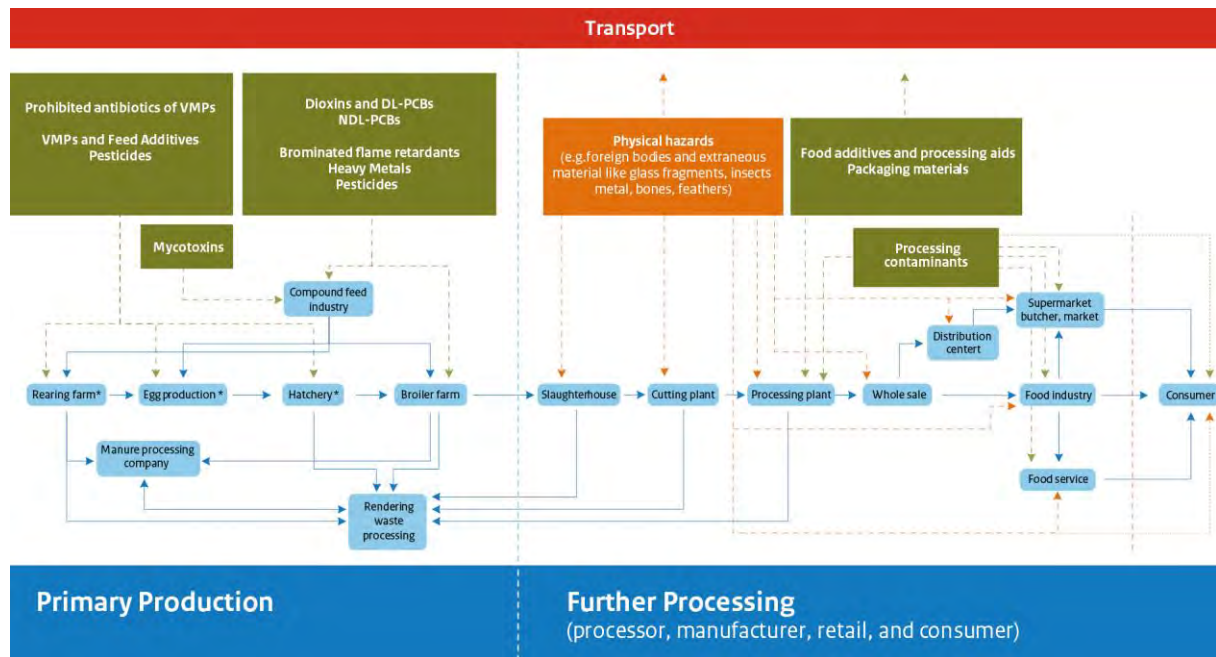 Transport
Prohibited antibiotics of VMPs
VMPs and Feed Additives
Pesticides
Dioxins and DL-PCBs
NDL-PCBs
Brominated flame retardants
Heavy Metals
Pesticides
Physical hazards
(e.g.foreign bodies and extraneous
material like glass fragments, insects
metal, bones, feathers)
Food additives and processing aids
Packaging materials
Mycotoxins
Processing
contaminants
Compound feed
industry
Supermarket
butcher, market
Distribution
centert
Rearing farm*
Egg production *
Hatchery*
Broiler farm
Slaughterhouse
Cutting plant
Processing plant
Whole sale
Food industry
Consumer
Manure processing
company
Food service
Rendering
waste
processing
Primary Production
Further Processing
(processor, manufacturer, retail, and consumer)